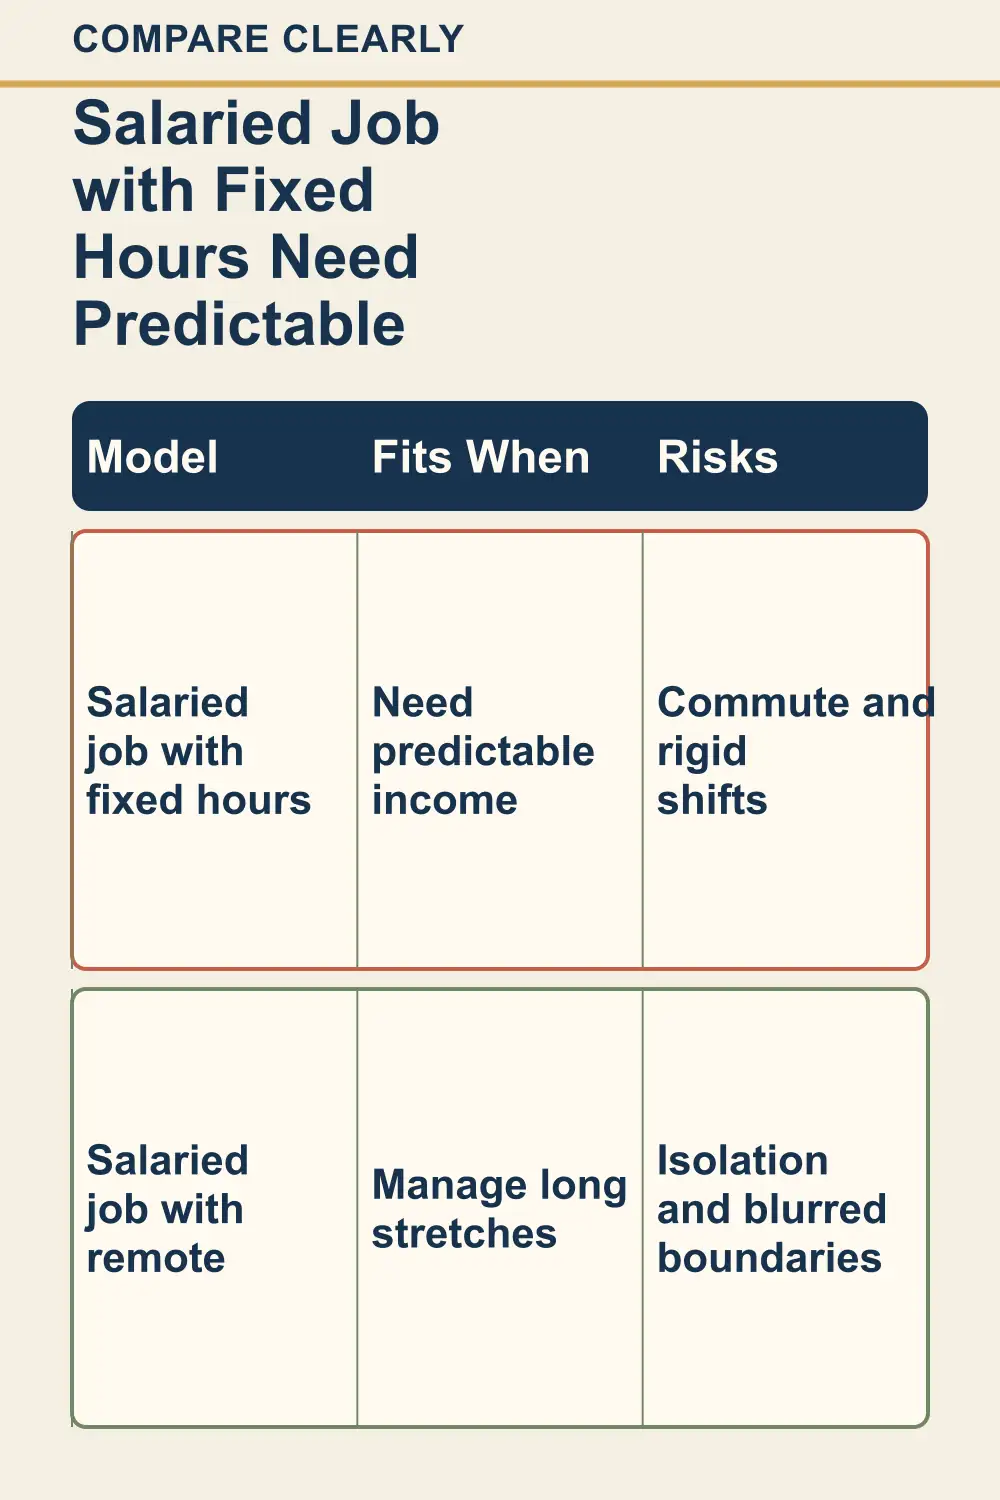 COMPARE CLEARLY
Salaried Job
with Fixed
Hours Need
Predictable
Model Fits When Risks
Salaried
job with
fixed hours
Need
predictable
income
Commute and
rigid
shifts
Salaried
job with
remote
Manage long
stretches
Isolation
and blurred
boundaries